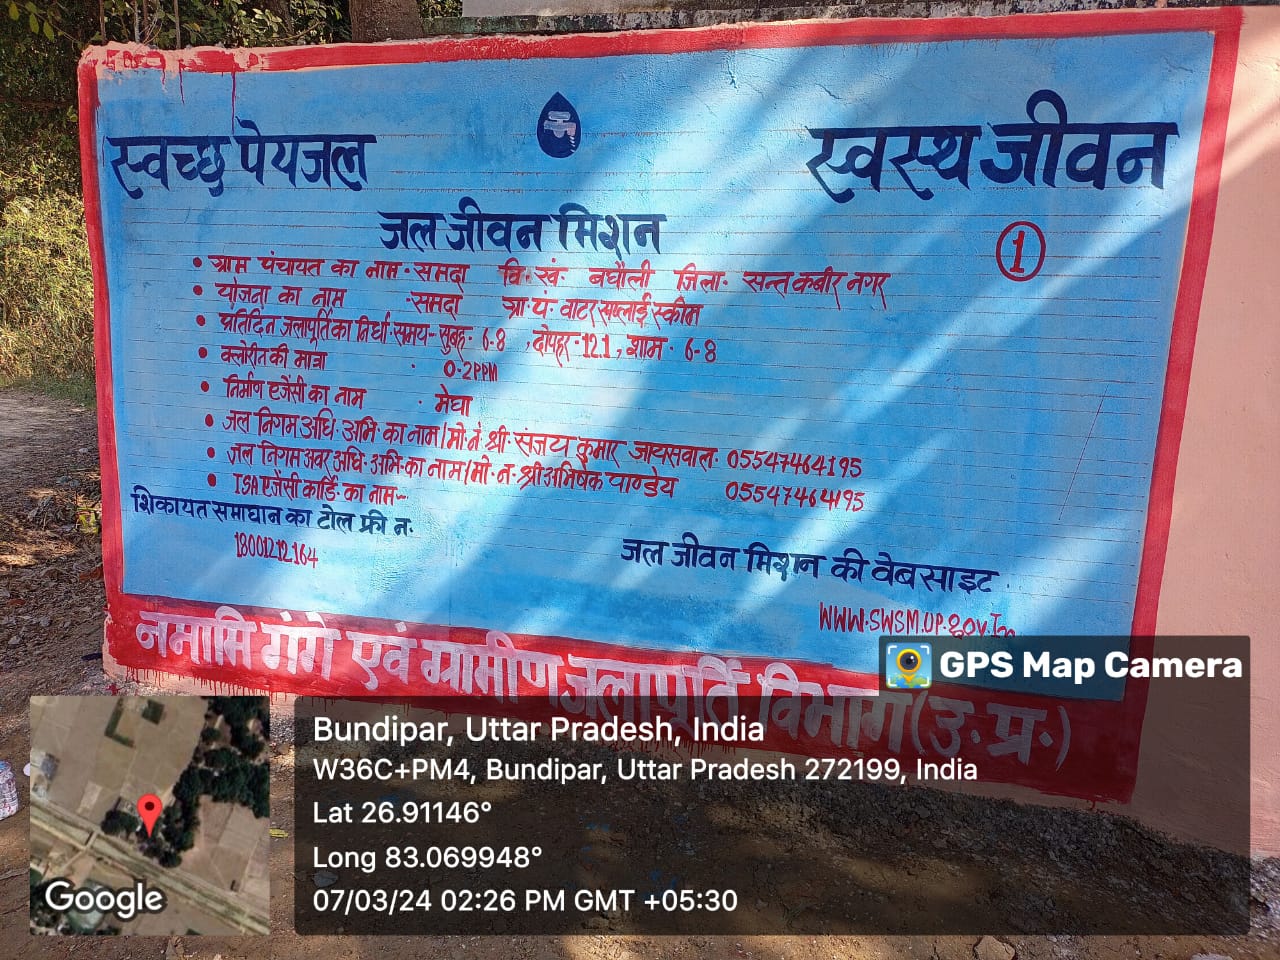 स्वच्छ पेयजल
स्वस्थ जीवन
जल जीवन मिशन
1
• ग्राम पंचायत का नाम - समदा वि. खं. बघौली जिला - सन्त कबीर नगर
• योजना का नाम - समदा ग्रा. पं. वाटर सप्लाई स्कीम
• प्रतिदिन जलापूर्ति का निर्धा. समय - सुबह - 6-8 , दोपहर - 12.1 , शाम - 6-8
• क्लोरीन की मात्रा - 0.2PPM
• निर्माण एजेंसी का नाम - मेघा
• जल निगम अधि. अभि. का नाम/मो. नं. श्री. संजय कुमार जायसवाल 05547464195
• जल निगम अवर अधि. अभि. का नाम/मो. न. श्री अभिषेक पाण्डेय 05547464195
• ISA एजेंसी कार्डि. का नाम---
शिकायत समाधान का टोल फ्री न.
18001212164
जल जीवन मिशन की वेबसाइट
WWW.SWSM.UP.gov.In
नमामि गंगे एवं ग्रामीण जलापूर्ति विभाग (उ. प्र.)
GPS Map Camera
Bundipar, Uttar Pradesh, India
W36C+PM4, Bundipar, Uttar Pradesh 272199, India
Lat 26.91146°
Long 83.069948°
07/03/24 02:26 PM GMT +05:30
Google